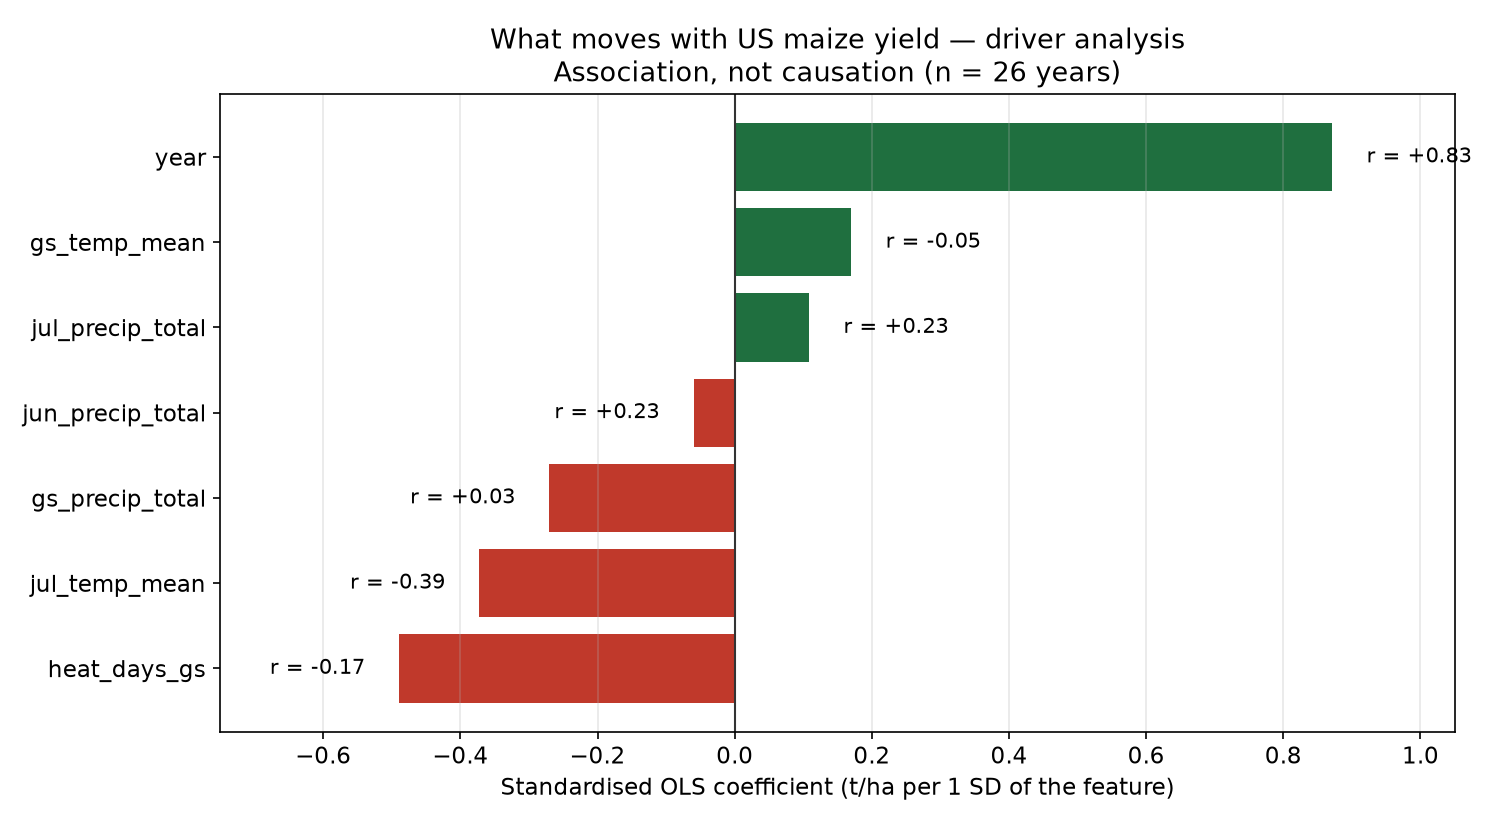 What moves with US maize yield — driver analysis
Association, not causation (n = 26 years)
year
r = +0.83
gs_temp_mean
r = -0.05
jul_precip_total
r = +0.23
jun_precip_total
r = +0.23
gs_precip_total
r = +0.03
jul_temp_mean
r = -0.39
heat_days_gs
r = -0.17
−0.6 −0.4 −0.2 0.0 0.2 0.4 0.6 0.8 1.0
Standardised OLS coefficient (t/ha per 1 SD of the feature)